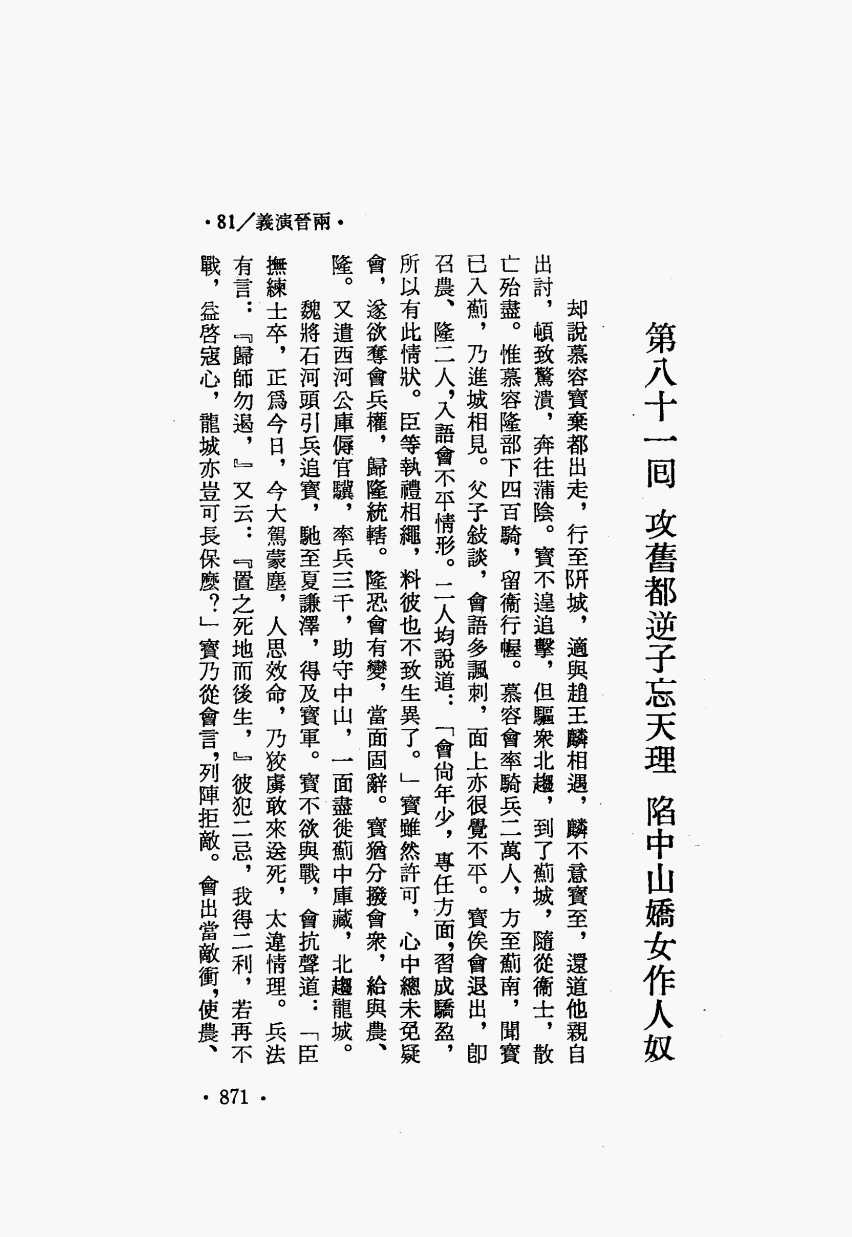 ·81／義演晉兩·
第八十一回　攻舊都逆子忘天理　陷中山嬌女作人奴
却說慕容寶棄都出走，行至阱城，適與趙王麟相遇，麟不意寶至，還道他親自
出討，頓致驚潰，奔往蒲陰。寶不遑追擊，但驅衆北趨，到了薊城，隨從衞士，散
亡殆盡。惟慕容隆部下四百騎，留衞行幄。慕容會率騎兵二萬人，方至薊南，聞寶
已入薊，乃進城相見。父子敍談，會語多諷刺，面上亦很覺不平。寶俟會退出，卽
召農、隆二人，入語會不平情形。二人均說道：「會尙年少，專任方面，習成驕盈，
所以有此情狀。臣等執禮相繩，料彼也不致生異了。」寶雖然許可，心中總未免疑
會，遂欲奪會兵權，歸隆統轄。隆恐會有變，當面固辭。寶猶分撥會衆，給與農、
隆。又遣西河公庫傉官驥，率兵三千，助守中山，一面盡徙薊中庫藏，北趨龍城。
魏將石河頭引兵追寶，馳至夏謙澤，得及寶軍。寶不欲與戰，會抗聲道：「臣
撫練士卒，正爲今日，今大駕蒙塵，人思效命，乃狡虜敢來送死，太違情理。兵法
有言：『歸師勿遏，』又云：『置之死地而後生，』彼犯二忌，我得二利，若再不
戰，益啓寇心，龍城亦豈可長保麽？」寶乃從會言，列陣拒敵。會出當敵衝，使農、
·871·